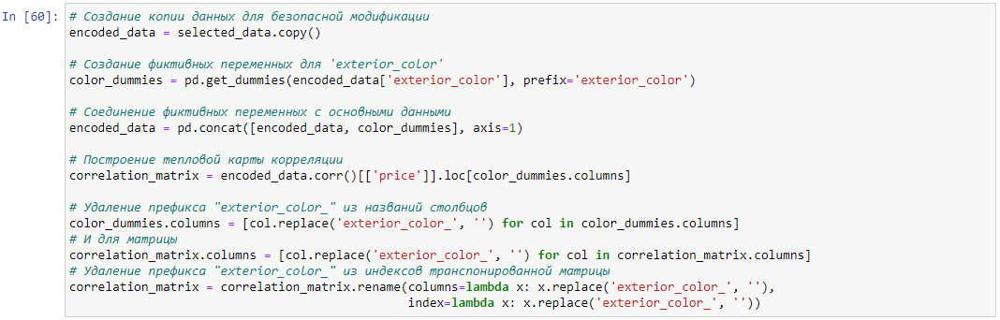 In [60]: # Создание копии данных для безопасной модификации
encoded_data = selected_data.copy()

# Создание фиктивных переменных для 'exterior_color'
color_dummies = pd.get_dummies(encoded_data['exterior_color'], prefix='exterior_color')

# Соединение фиктивных переменных с основными данными
encoded_data = pd.concat([encoded_data, color_dummies], axis=1)

# Построение тепловой карты корреляции
correlation_matrix = encoded_data.corr()[['price']].loc[color_dummies.columns]

# Удаление префикса "exterior_color_" из названий столбцов
color_dummies.columns = [col.replace('exterior_color_', '') for col in color_dummies.columns]
# И для матрицы
correlation_matrix.columns = [col.replace('exterior_color_', '') for col in correlation_matrix.columns]
# Удаление префикса "exterior_color_" из индексов транспонированной матрицы
correlation_matrix = correlation_matrix.rename(columns=lambda x: x.replace('exterior_color_', ''),
index=lambda x: x.replace('exterior_color_', ''))